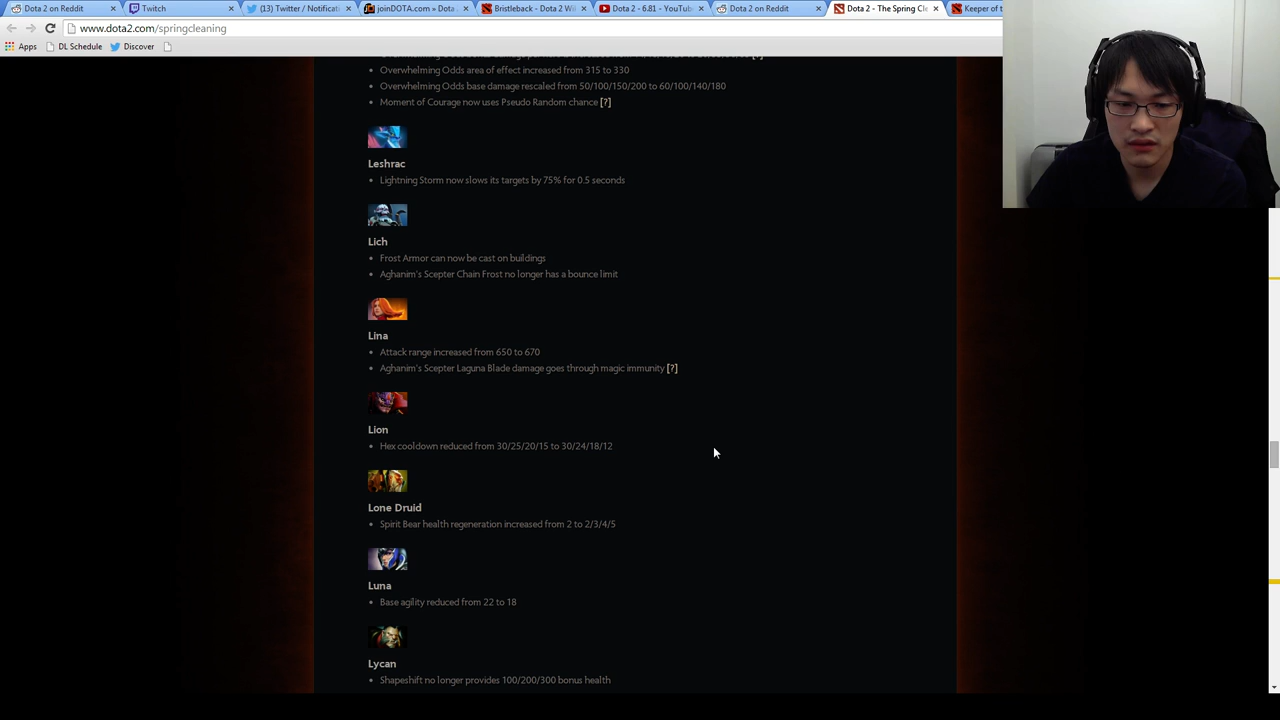 Dota 2 on Reddit
Twitch
(13) Twitter / Notificati
joinDOTA.com » Dota
Bristleback - Dota 2 Wi
Dota 2 - 6.81 - YouTub
Dota 2 on Reddit
Dota 2 - The Spring Cle
Keeper of t
www.dota2.com/springcleaning
Apps
DL Schedule
Discover
Overwhelming Odds area of effect increased from 315 to 330
Overwhelming Odds base damage rescaled from 50/100/150/200 to 60/100/140/180
Moment of Courage now uses Pseudo Random chance [?]
Leshrac
Lightning Storm now slows its targets by 75% for 0.5 seconds
Lich
Frost Armor can now be cast on buildings
Aghanim's Scepter Chain Frost no longer has a bounce limit
Lina
Attack range increased from 650 to 670
Aghanim's Scepter Laguna Blade damage goes through magic immunity [?]
Lion
Hex cooldown reduced from 30/25/20/15 to 30/24/18/12
Lone Druid
Spirit Bear health regeneration increased from 2 to 2/3/4/5
Luna
Base agility reduced from 22 to 18
Lycan
Shapeshift no longer provides 100/200/300 bonus health